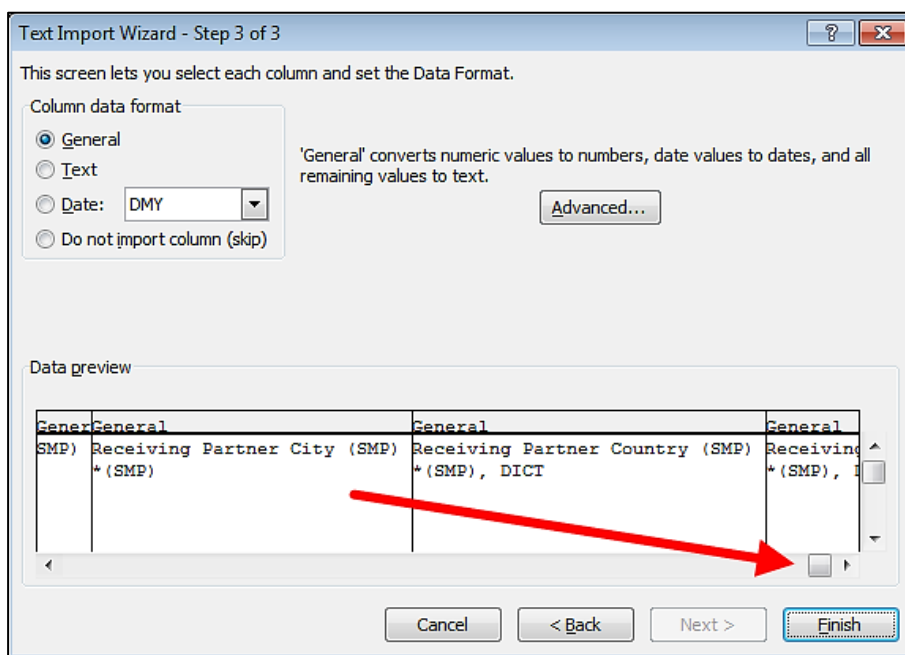 Text Import Wizard - Step 3 of 3
This screen lets you select each column and set the Data Format.
Column data format
General
Text
Date: DMY
Do not import column (skip)
'General' converts numeric values to numbers, date values to dates, and all
remaining values to text.
Advanced...
Data preview
Gener General General General
SMP) Receiving Partner City (SMP) Receiving Partner Country (SMP) Receiving
*(SMP) *(SMP), DICT *(SMP),
Cancel < Back Next > Finish